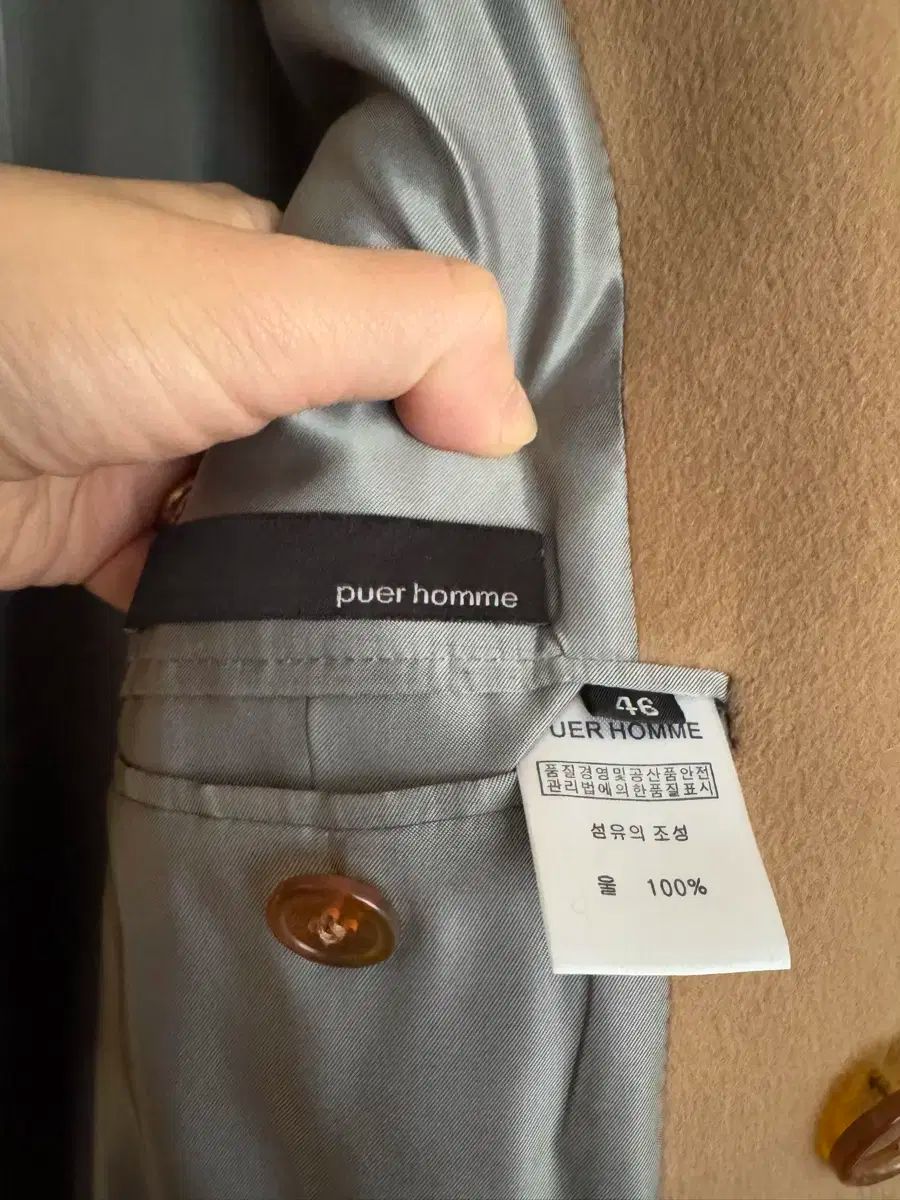 puer homme
46
UER HOMME
품질경영및공산품안전
관리법에의한품질표시
섬유의 조성
울 100%